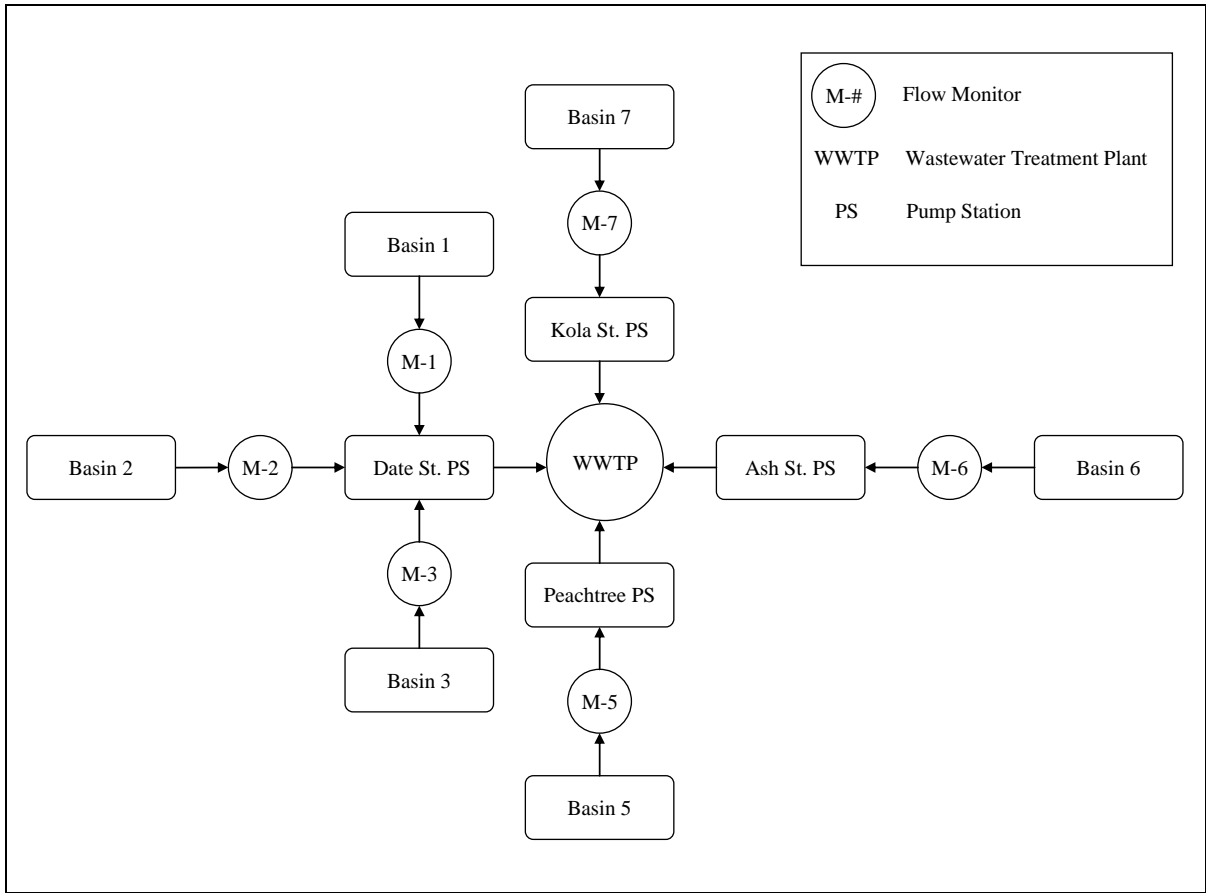 M-# Flow Monitor
WWTP Wastewater Treatment Plant
PS Pump Station
Basin 7
M-7
Kola St. PS
Basin 1
M-1
Basin 2
M-2
Date St. PS
WWTP
Ash St. PS
M-6
Basin 6
M-3
Basin 3
Peachtree PS
M-5
Basin 5